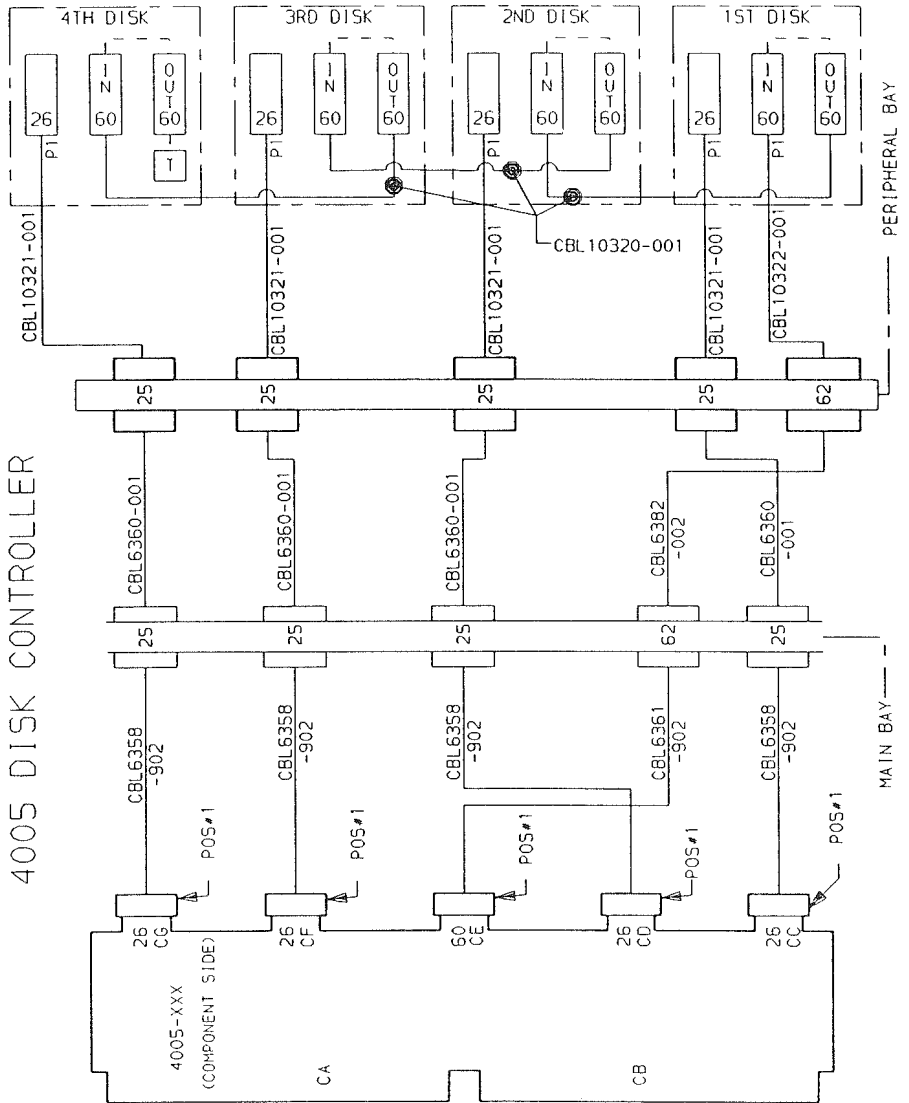 4005 DISK CONTROLLER
4TH DISK
3RD DISK
2ND DISK
1ST DISK
26
IN
60
OUT
60
26
IN
60
OUT
60
26
IN
60
OUT
60
26
IN
60
OUT
60
P1
T
P1
P1
P1
CBL10320-001
PERIPHERAL BAY
CBL10321-001
CBL10321-001
CBL10321-001
CBL10321-001
CBL10322-001
25
25
25
25
62
CBL6360-001
CBL6360-001
CBL6360-001
CBL6382
-002
CBL6360
-001
25
25
25
62
25
MAIN BAY
CBL6358
-902
CBL6358
-902
CBL6358
-902
CBL6361
-902
CBL6358
-902
POS#1
POS#1
POS#1
POS#1
POS#1
26
CG
26
CF
60
CE
26
CD
26
CC
4005-XXX
(COMPONENT SIDE)
CA
CB